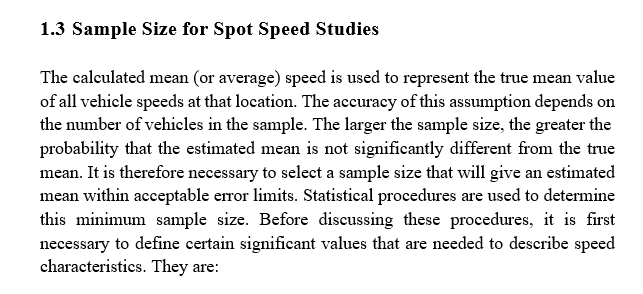 1.3 Sample Size for Spot Speed Studies
The calculated mean (or average) speed is used to represent the true mean value
of all vehicle speeds at that location. The accuracy of this assumption depends on
the number of vehicles in the sample. The larger the sample size, the greater the
probability that the estimated mean is not significantly different from the true
mean. It is therefore necessary to select a sample size that will give an estimated
mean within acceptable error limits. Statistical procedures are used to determine
this minimum sample size. Before discussing these procedures, it is first
necessary to define certain significant values that are needed to describe speed
characteristics. They are: